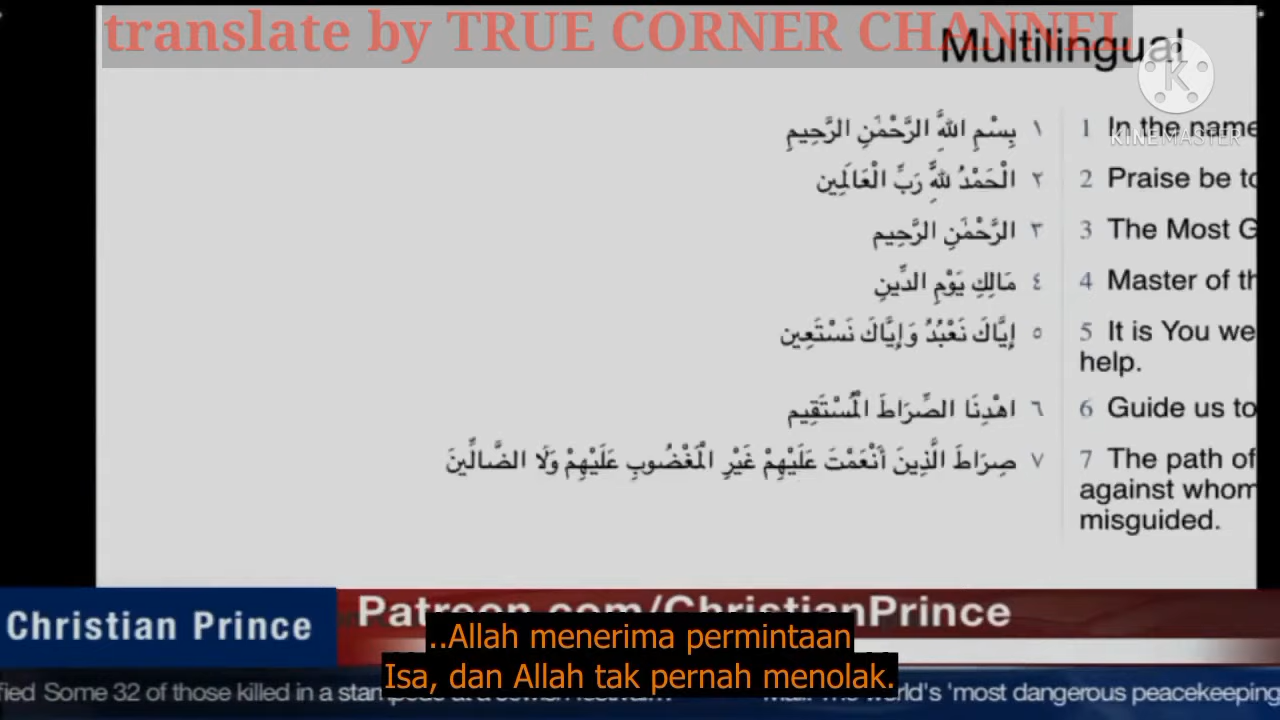 translate by TRUE CORNER CHANNEL
Multilingual
KINEMASTER
بِسْمِ اللَّهِ الرَّحْمَٰنِ الرَّحِيمِ ١
1 In the name
الْحَمْدُ لِلَّهِ رَبِّ الْعَالَمِين ٢
2 Praise be to
الرَّحْمَٰنِ الرَّحِيم ٣
3 The Most G
مَالِكِ يَوْمِ الدِّينِ ٤
4 Master of th
إِيَّاكَ نَعْبُدُ وَإِيَّاكَ نَسْتَعِين ٥
5 It is You we
help.
اهْدِنَا الصِّرَاطَ الْمُسْتَقِيم ٦
6 Guide us to
صِرَاطَ الَّذِينَ أَنْعَمْتَ عَلَيْهِمْ غَيْرِ الْمَغْضُوبِ عَلَيْهِمْ وَلَا الضَّالِّينَ ٧
7 The path of
against whom
misguided.
Christian Prince
Patreon.com/ChristianPrince
..Allah menerima permintaan
Isa, dan Allah tak pernah menolak.
fied Some 32 of those killed in a
world's 'most dangerous peacekeeping